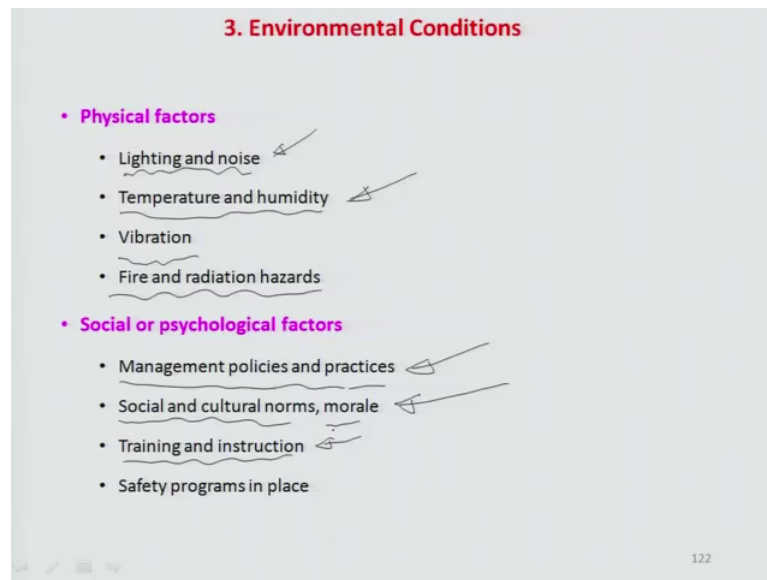 3. Environmental Conditions
• Physical factors
• Lighting and noise
• Temperature and humidity
• Vibration
• Fire and radiation hazards
• Social or psychological factors
• Management policies and practices
• Social and cultural norms, morale
• Training and instruction
• Safety programs in place
122